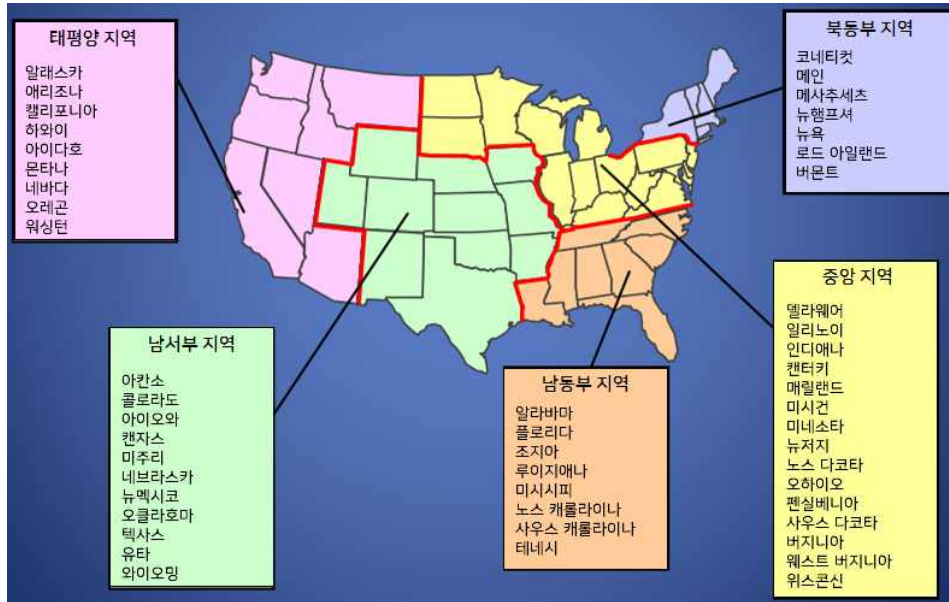 태평양 지역
알래스카
애리조나
캘리포니아
하와이
아이다호
몬타나
네바다
오레곤
워싱턴
북동부 지역
코네티컷
메인
메사추세츠
뉴햄프셔
뉴욕
로드 아일랜드
버몬트
남서부 지역
아칸소
콜로라도
아이오와
캔자스
미주리
네브라스카
뉴멕시코
오클라호마
텍사스
유타
와이오밍
남동부 지역
알라바마
플로리다
조지아
루이지애나
미시시피
노스 캐롤라이나
사우스 캐롤라이나
테네시
중앙 지역
델라웨어
일리노이
인디애나
캔터키
매릴랜드
미시건
미네소타
뉴저지
노스 다코타
오하이오
펜실베니아
사우스 다코타
버지니아
웨스트 버지니아
위스콘신